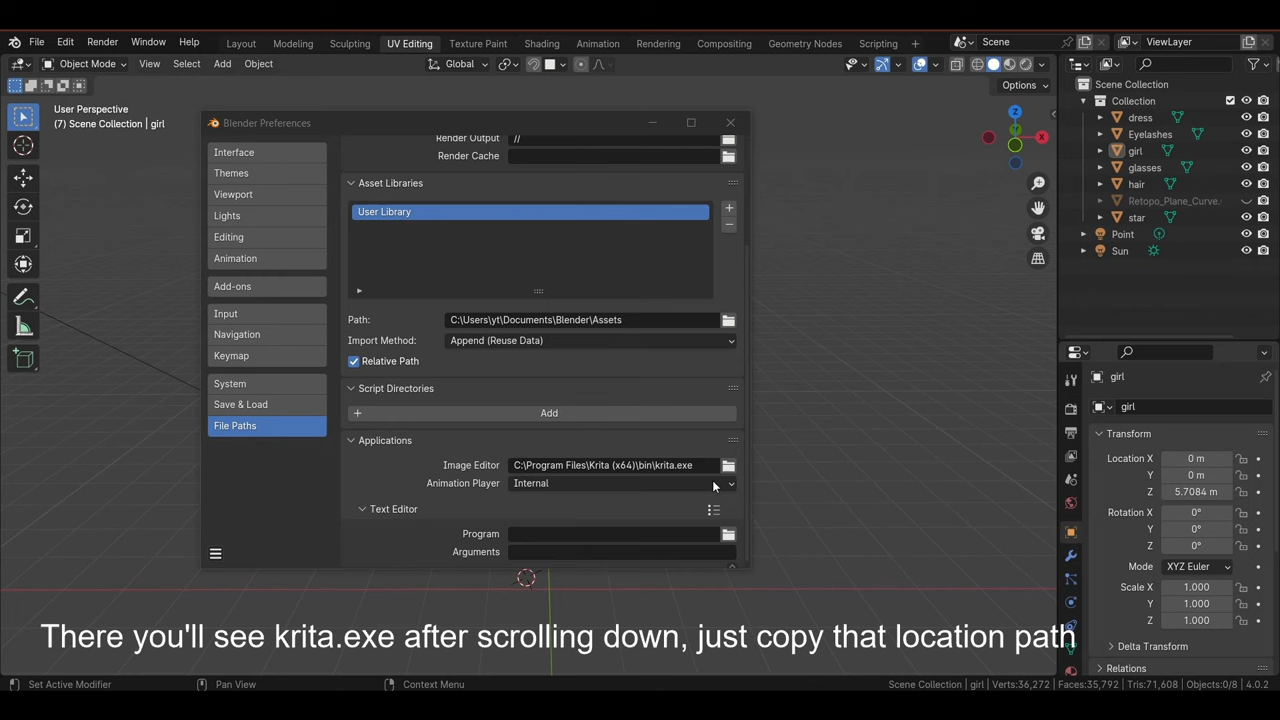 File Edit Render Window Help Layout Modeling Sculpting UV Editing Texture Paint Shading Animation Rendering Compositing Geometry Nodes Scripting + Scene ViewLayer
Object Mode View Select Add Object Global
Options
User Perspective
(7) Scene Collection | girl
Z
Y
X
Blender Preferences
Interface
Themes
Viewport
Lights
Editing
Animation
Add-ons
Input
Navigation
Keymap
System
Save & Load
File Paths
Render Output //
Render Cache
Asset Libraries
User Library
Path: C:\Users\yt\Documents\Blender\Assets
Import Method: Append (Reuse Data)
Relative Path
Script Directories
+ Add
Applications
Image Editor C:\Program Files\Krita (x64)\bin\krita.exe
Animation Player Internal
Text Editor
Program
Arguments
Scene Collection
Collection
dress
Eyelashes
girl
glasses
hair
Retopo_Plane_Curve.
star
Point
Sun
girl
girl
Transform
Location X 0 m
Y 0 m
Z 5.7084 m
Rotation X 0°
Y 0°
Z 0°
Mode XYZ Euler
Scale X 1.000
Y 1.000
Z 1.000
Delta Transform
Relations
There you'll see krita.exe after scrolling down, just copy that location path
Set Active Modifier Pan View Context Menu Scene Collection | girl | Verts:36,272 | Faces:35,792 | Tris:71,608 | Objects:0/8 | 4.0.2